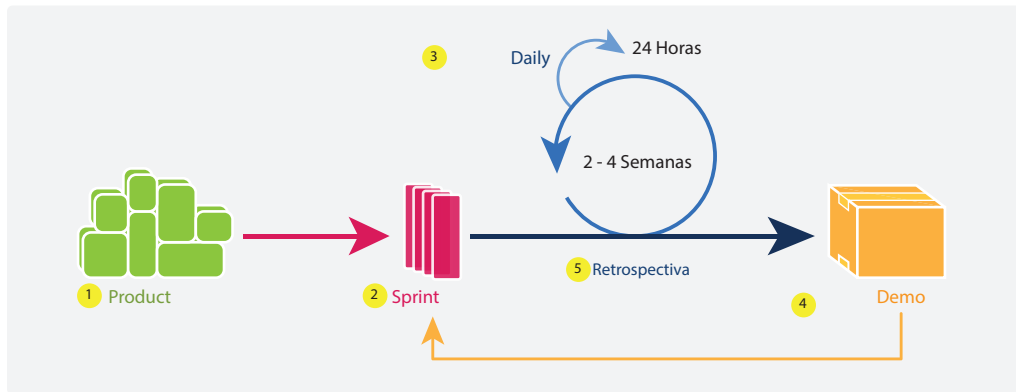 3
Daily
24 Horas
2 - 4 Semanas
1 Product
2 Sprint
5 Retrospectiva
4
Demo